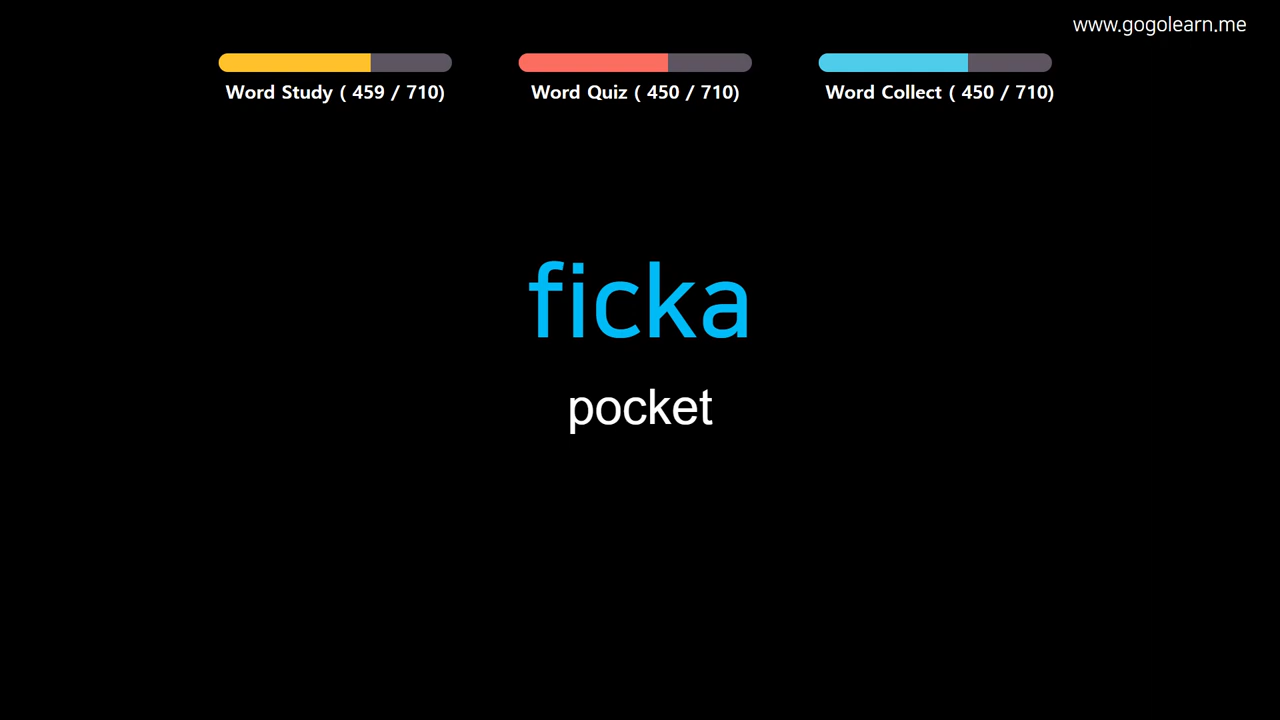 www.gogolearn.me
Word Study ( 459 / 710)
Word Quiz ( 450 / 710)
Word Collect ( 450 / 710)
ficka
pocket